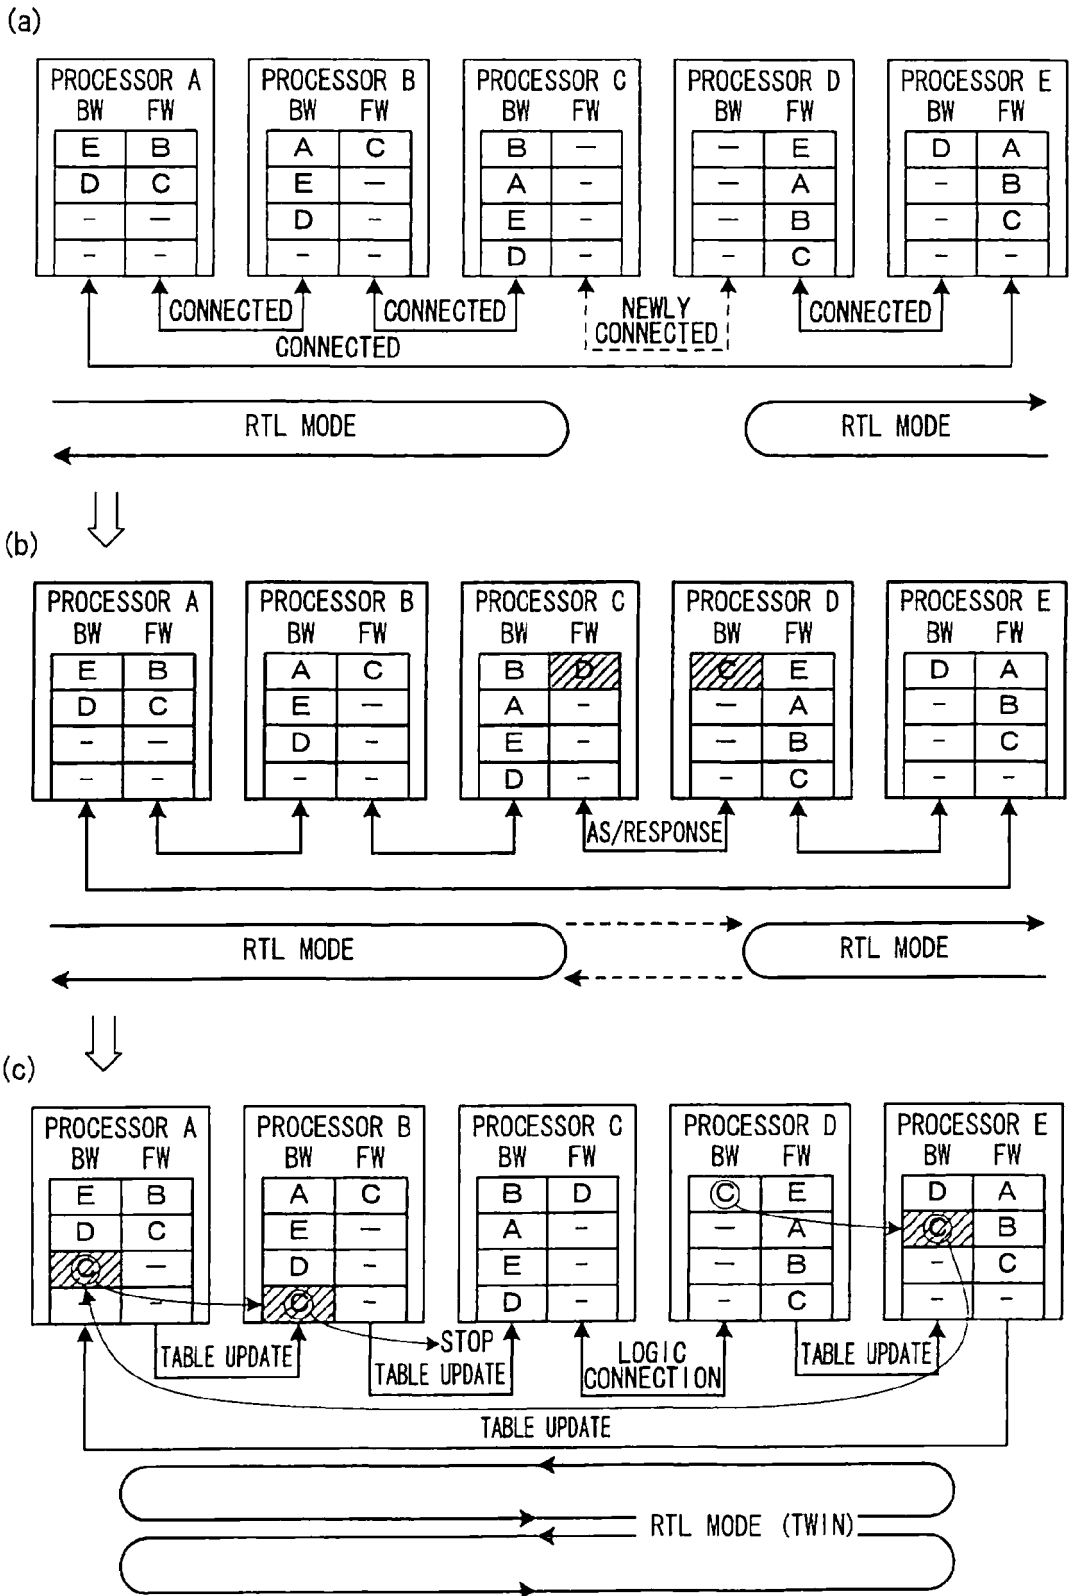 (a)
PROCESSOR A PROCESSOR B PROCESSOR C PROCESSOR D PROCESSOR E
BW FW BW FW BW FW BW FW BW FW
E B A C B — — E D A
D C E — A - — A - B
- — D - E - — B - C
- - - - D - - C - -
CONNECTED CONNECTED NEWLY CONNECTED CONNECTED
CONNECTED
RTL MODE RTL MODE
(b)
PROCESSOR A PROCESSOR B PROCESSOR C PROCESSOR D PROCESSOR E
BW FW BW FW BW FW BW FW BW FW
E B A C B D C E D A
D C E — A - — A - B
- — D - E - — B - C
- - - - D - - C - -
AS/RESPONSE
RTL MODE RTL MODE
(c)
PROCESSOR A PROCESSOR B PROCESSOR C PROCESSOR D PROCESSOR E
BW FW BW FW BW FW BW FW BW FW
E B A C B D C E D A
D C E — A - — A C B
C — D - E - — B - C
- - C - D - - C - -
STOP
TABLE UPDATE TABLE UPDATE LOGIC CONNECTION TABLE UPDATE
TABLE UPDATE
RTL MODE (TWIN)